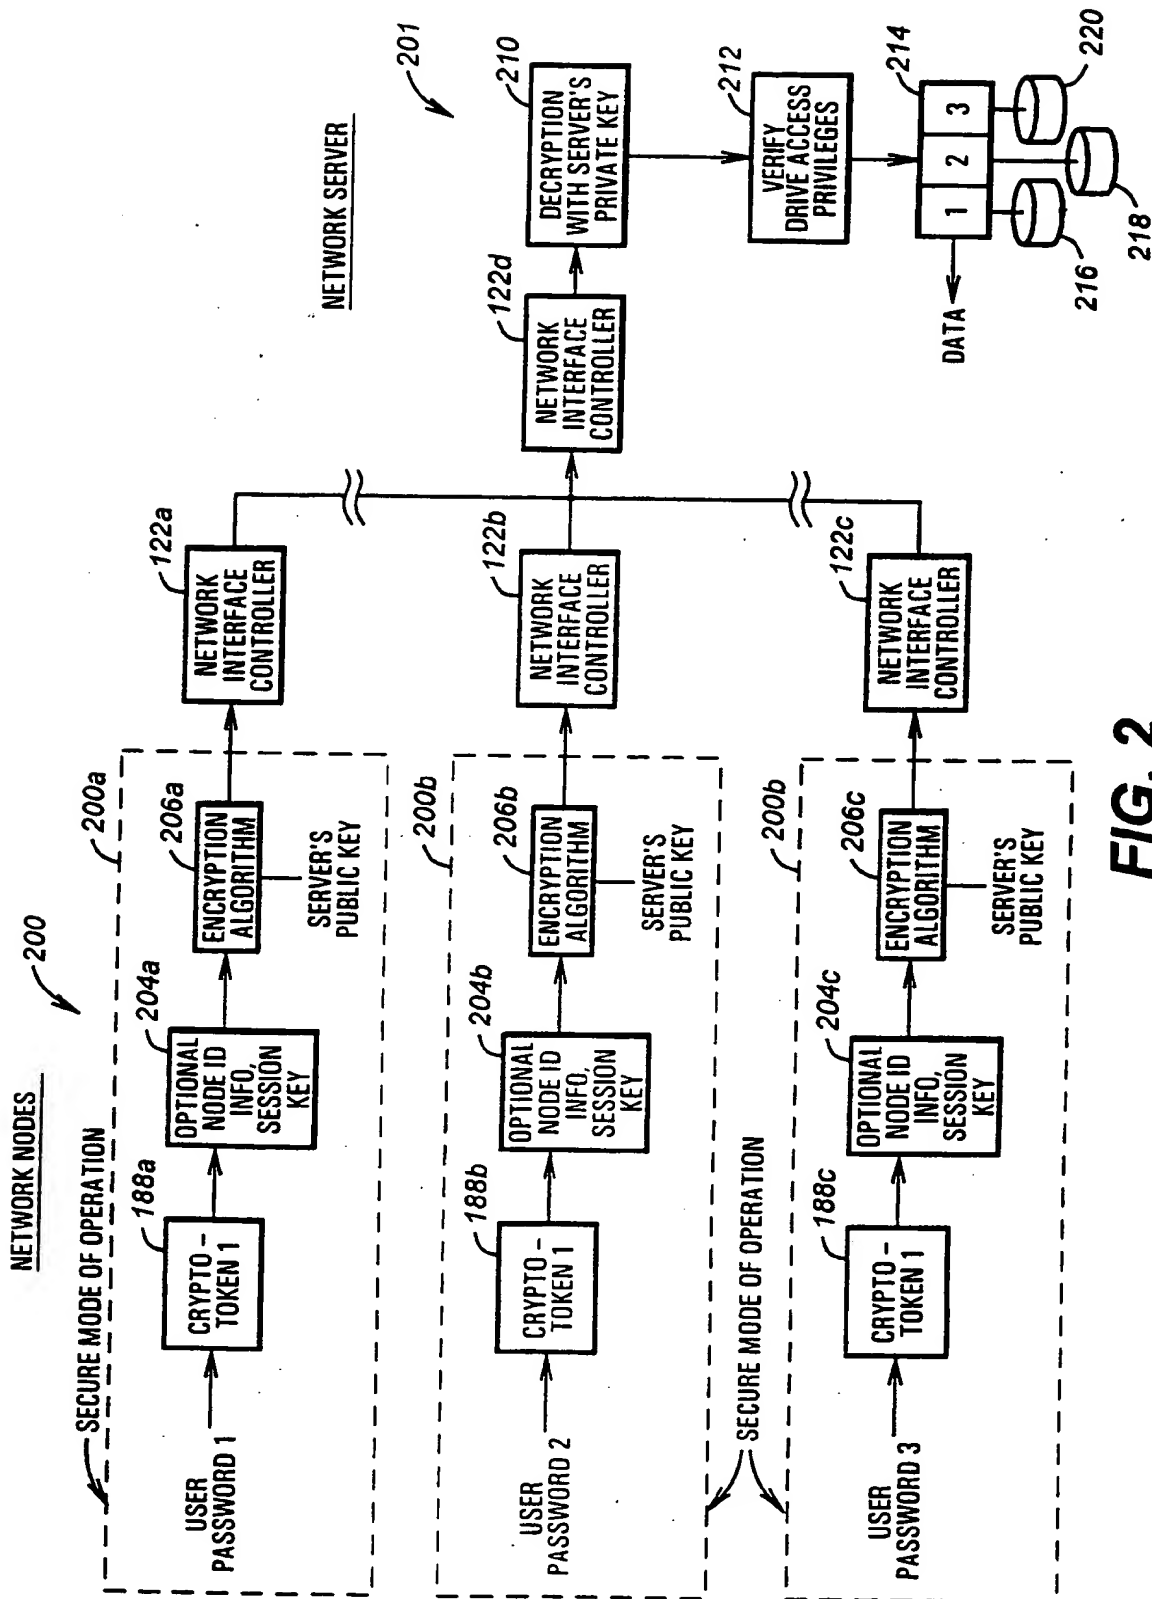 NETWORK NODES
200
SECURE MODE OF OPERATION
USER
PASSWORD 1
188a
CRYPTO-
TOKEN 1
204a
OPTIONAL
NODE ID
INFO,
SESSION
KEY
206a
ENCRYPTION
ALGORITHM
SERVER'S
PUBLIC KEY
200a
122a
NETWORK
INTERFACE
CONTROLLER
USER
PASSWORD 2
188b
CRYPTO-
TOKEN 1
204b
OPTIONAL
NODE ID
INFO,
SESSION
KEY
206b
ENCRYPTION
ALGORITHM
SERVER'S
PUBLIC KEY
200b
122b
NETWORK
INTERFACE
CONTROLLER
SECURE MODE OF OPERATION
USER
PASSWORD 3
188c
CRYPTO-
TOKEN 1
204c
OPTIONAL
NODE ID
INFO,
SESSION
KEY
206c
ENCRYPTION
ALGORITHM
SERVER'S
PUBLIC KEY
200b
122c
NETWORK
INTERFACE
CONTROLLER
NETWORK SERVER
201
122d
NETWORK
INTERFACE
CONTROLLER
210
DECRYPTION
WITH SERVER'S
PRIVATE KEY
212
VERIFY
DRIVE ACCESS
PRIVILEGES
214
1 2 3
DATA
216
218
220
FIG. 2